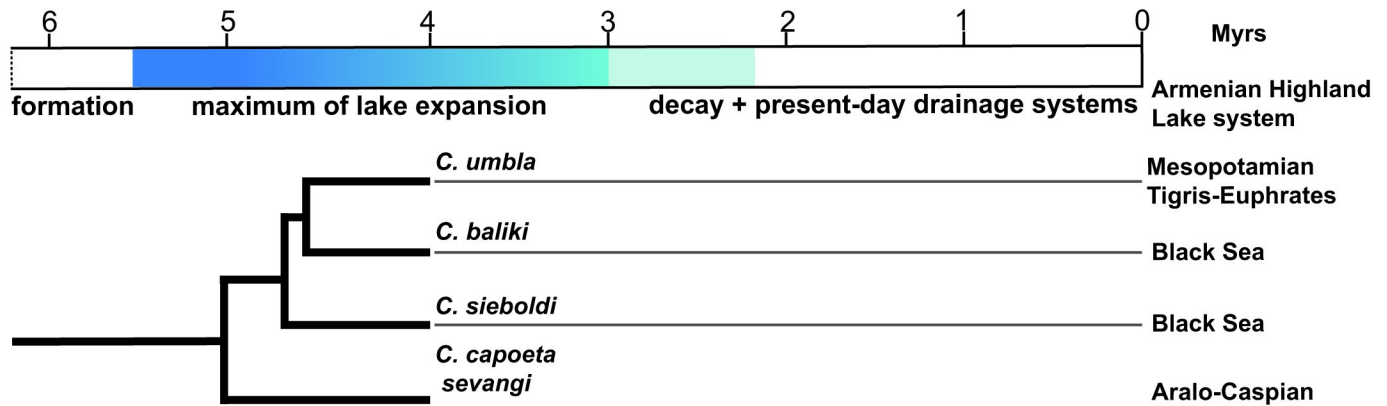 6 5 4 3 2 1 0 Myrs
formation maximum of lake expansion decay + present-day drainage systems
Armenian Highland
Lake system
C. umbla
Mesopotamian
Tigris-Euphrates
C. baliki
Black Sea
C. sieboldi
Black Sea
C. capoeta
sevangi
Aralo-Caspian